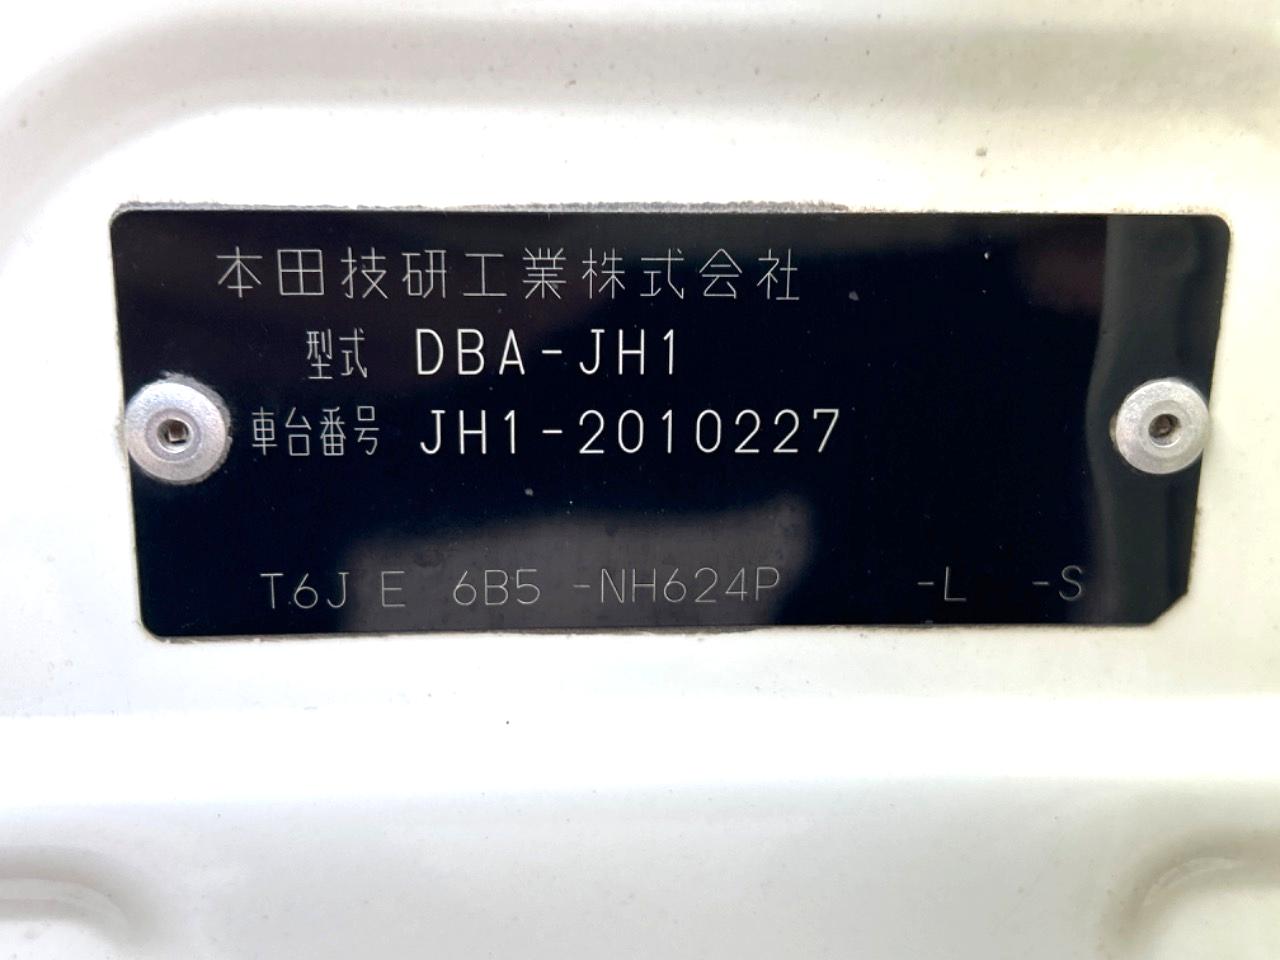 本田技研工業株式会社
型式 DBA-JH1
車台番号 JH1-2010227
T6J E 6B5 -NH624P -L -S